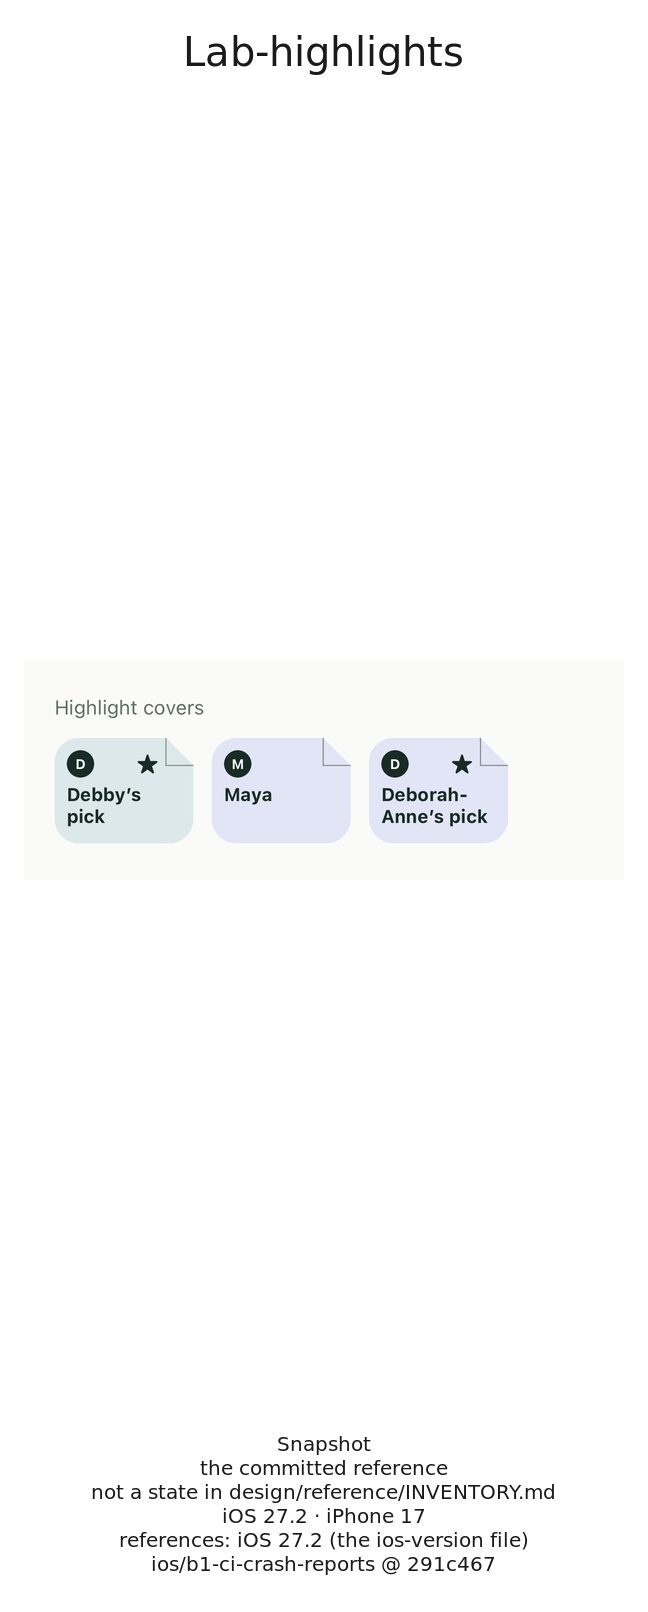 Lab-highlights
Highlight covers
D
Debby’s
pick
M
Maya
D
Deborah-
Anne’s pick
Snapshot
the committed reference
not a state in design/reference/INVENTORY.md
iOS 27.2 · iPhone 17
references: iOS 27.2 (the ios-version file)
ios/b1-ci-crash-reports @ 291c467